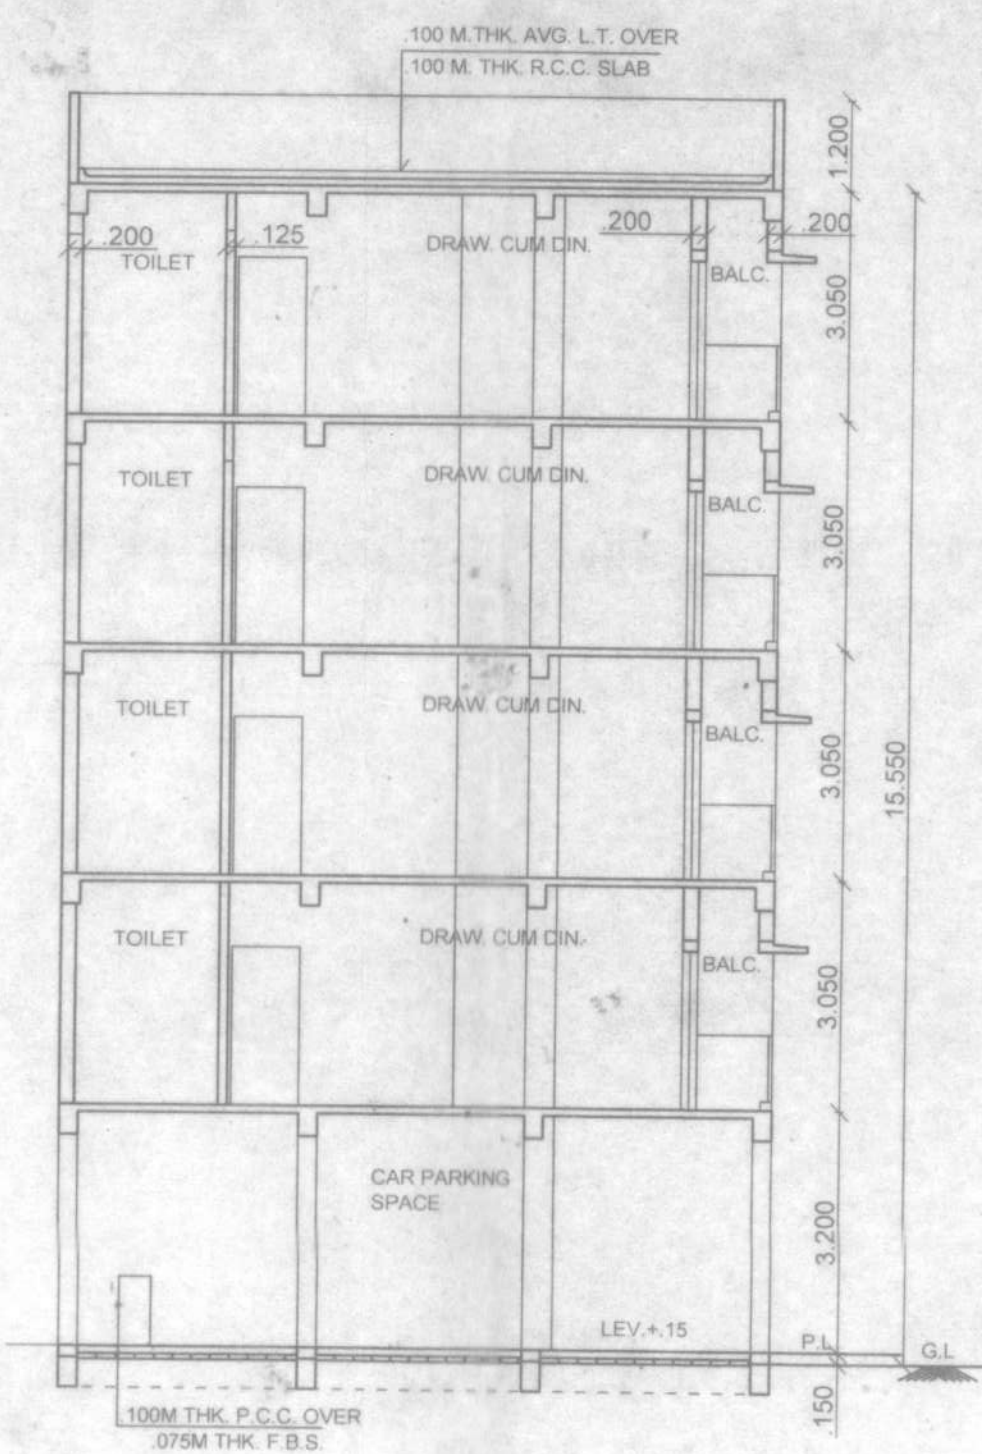 .100 M.THK. AVG. L.T. OVER
.100 M. THK. R.C.C. SLAB
1.200
.200
.125
.200
.200
TOILET
DRAW. CUM DIN.
BALC.
3.050
TOILET
DRAW. CUM DIN.
BALC.
3.050
TOILET
DRAW. CUM DIN.
BALC.
3.050
15.550
TOILET
DRAW. CUM DIN.
BALC.
3.050
CAR PARKING
SPACE
3.200
LEV.+.15
P.L
G.L
.150
.100M THK. P.C.C. OVER
.075M THK. F.B.S.